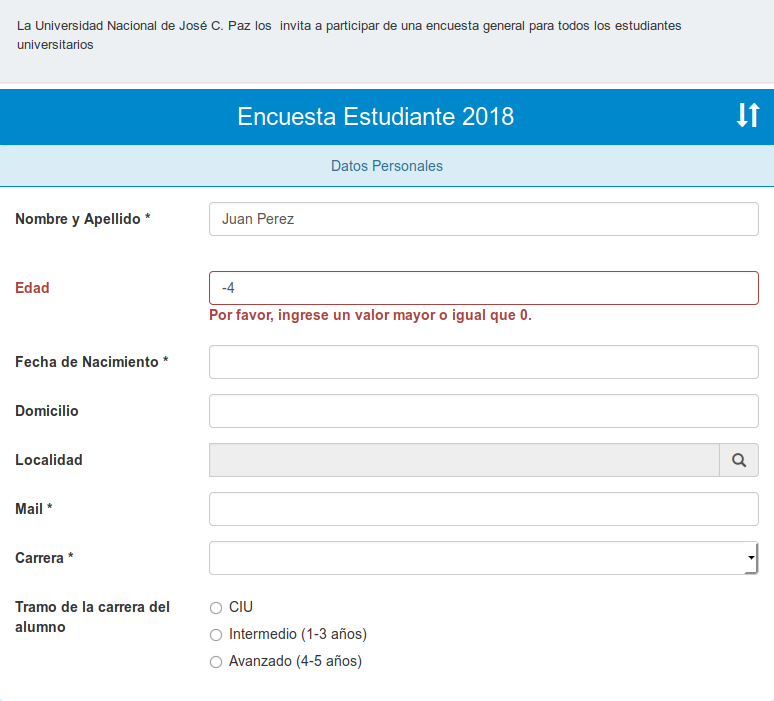 La Universidad Nacional de José C. Paz los  invita a participar de una encuesta general para todos los estudiantes
universitarios
Encuesta Estudiante 2018
Datos Personales
Nombre y Apellido *
Juan Perez
Edad
-4
Por favor, ingrese un valor mayor o igual que 0.
Fecha de Nacimiento *
Domicilio
Localidad
Mail *
Carrera *
Tramo de la carrera del
alumno
CIU
Intermedio (1-3 años)
Avanzado (4-5 años)